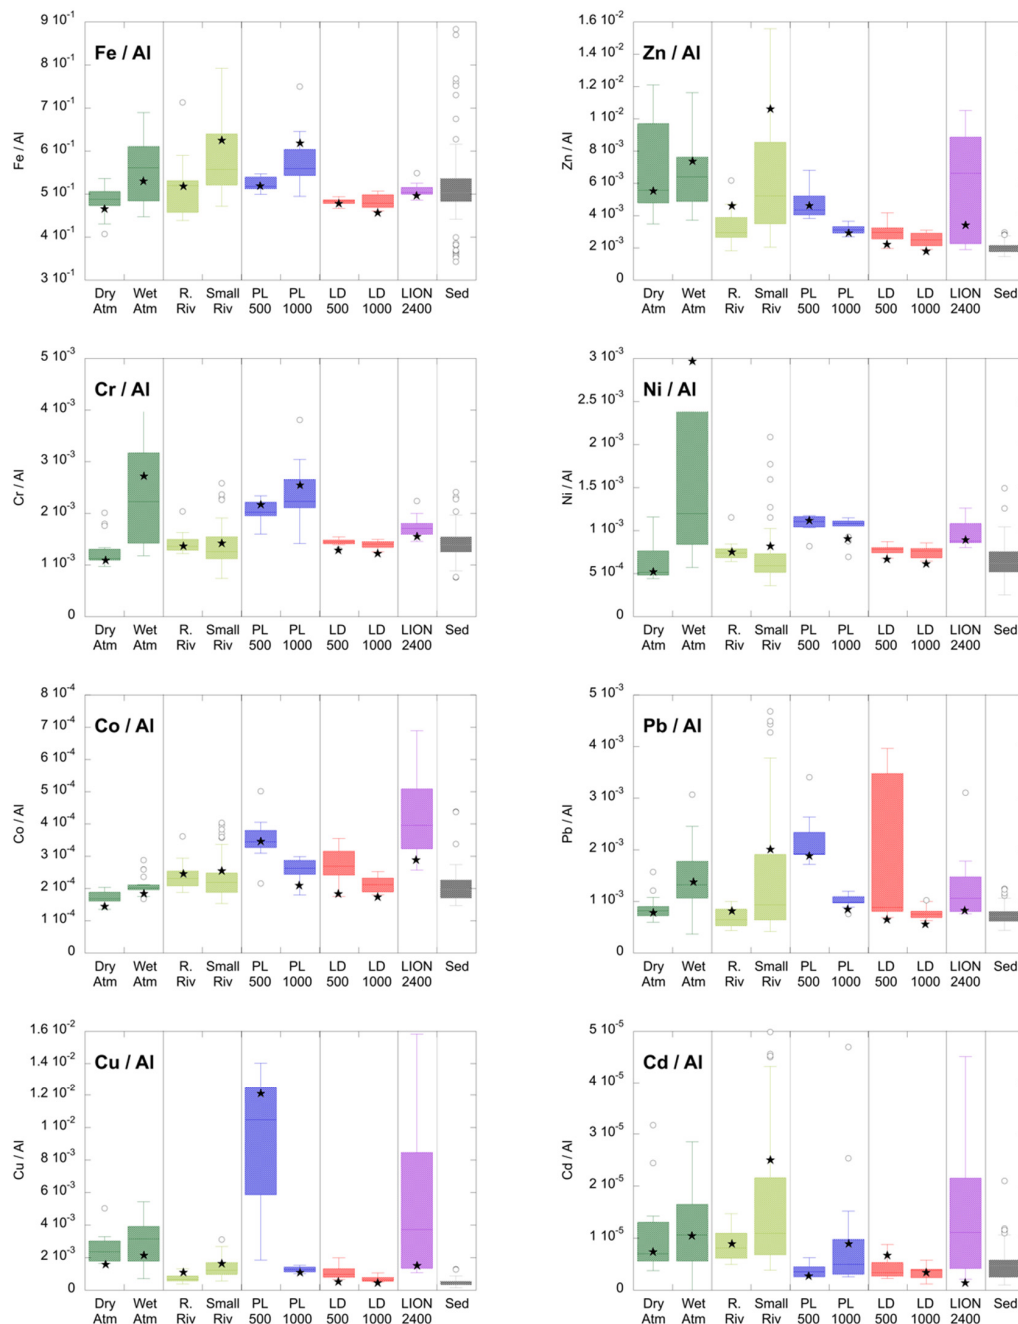 Fe / Al
9 10⁻¹
8 10⁻¹
7 10⁻¹
6 10⁻¹
5 10⁻¹
4 10⁻¹
3 10⁻¹
Fe / Al
Dry Wet R. Small PL PL LD LD LION Sed
Atm Atm Riv Riv 500 1000 500 1000 2400
Zn / Al
1.6 10⁻²
1.4 10⁻²
1.2 10⁻²
1 10⁻²
8 10⁻³
6 10⁻³
4 10⁻³
2 10⁻³
0
Zn / Al
Dry Wet R. Small PL PL LD LD LION Sed
Atm Atm Riv Riv 500 1000 500 1000 2400
Cr / Al
5 10⁻³
4 10⁻³
3 10⁻³
2 10⁻³
1 10⁻³
0
Cr / Al
Dry Wet R. Small PL PL LD LD LION Sed
Atm Atm Riv Riv 500 1000 500 1000 2400
Ni / Al
3 10⁻³
2.5 10⁻³
2 10⁻³
1.5 10⁻³
1 10⁻³
5 10⁻⁴
0
Ni / Al
Dry Wet R. Small PL PL LD LD LION Sed
Atm Atm Riv Riv 500 1000 500 1000 2400
Co / Al
8 10⁻⁴
7 10⁻⁴
6 10⁻⁴
5 10⁻⁴
4 10⁻⁴
3 10⁻⁴
2 10⁻⁴
1 10⁻⁴
0
Co / Al
Dry Wet R. Small PL PL LD LD LION Sed
Atm Atm Riv Riv 500 1000 500 1000 2400
Pb / Al
5 10⁻³
4 10⁻³
3 10⁻³
2 10⁻³
1 10⁻³
0
Pb / Al
Dry Wet R. Small PL PL LD LD LION Sed
Atm Atm Riv Riv 500 1000 500 1000 2400
Cu / Al
1.6 10⁻²
1.4 10⁻²
1.2 10⁻²
1 10⁻²
8 10⁻³
6 10⁻³
4 10⁻³
2 10⁻³
0
Cu / Al
Dry Wet R. Small PL PL LD LD LION Sed
Atm Atm Riv Riv 500 1000 500 1000 2400
Cd / Al
5 10⁻⁵
4 10⁻⁵
3 10⁻⁵
2 10⁻⁵
1 10⁻⁵
0
Cd / Al
Dry Wet R. Small PL PL LD LD LION Sed
Atm Atm Riv Riv 500 1000 500 1000 2400